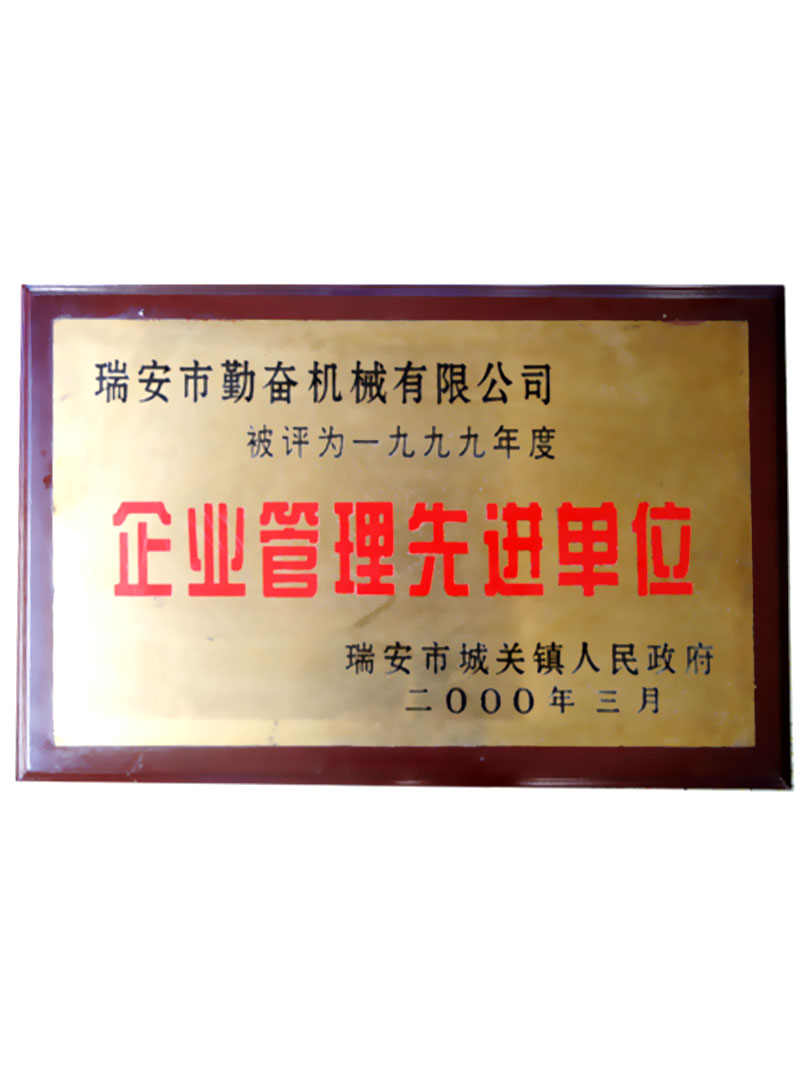 瑞安市勤奋机械有限公司
被评为一九九九年度
企业管理先进单位
瑞安市城关镇人民政府
二000年三月